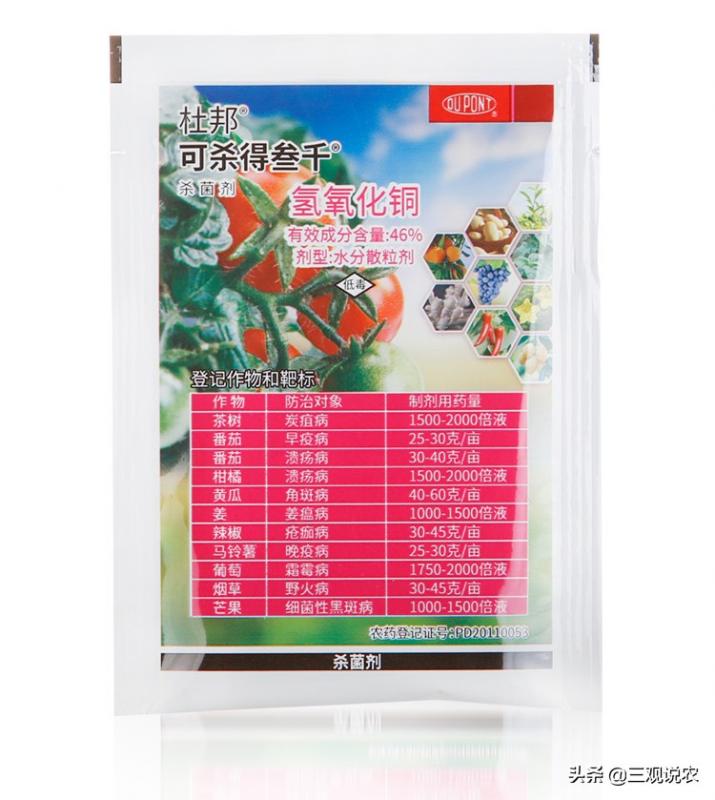 DU PONT®
杜邦®
可杀得叁千®
杀菌剂
氢氧化铜
有效成分含量:46%
剂型:水分散粒剂
低毒
登记作物和靶标
作物 防治对象 制剂用药量
茶树 炭疽病 1500-2000倍液
番茄 早疫病 25-30克/亩
番茄 溃疡病 30-40克/亩
柑橘 溃疡病 1500-2000倍液
黄瓜 角斑病 40-60克/亩
姜 姜瘟病 1000-1500倍液
辣椒 疮痂病 30-45克/亩
马铃薯 晚疫病 25-30克/亩
葡萄 霜霉病 1750-2000倍液
烟草 野火病 30-45克/亩
芒果 细菌性黑斑病 1000-1500倍液
农药登记证号:PD20110053
杀菌剂
头条 @三观说农